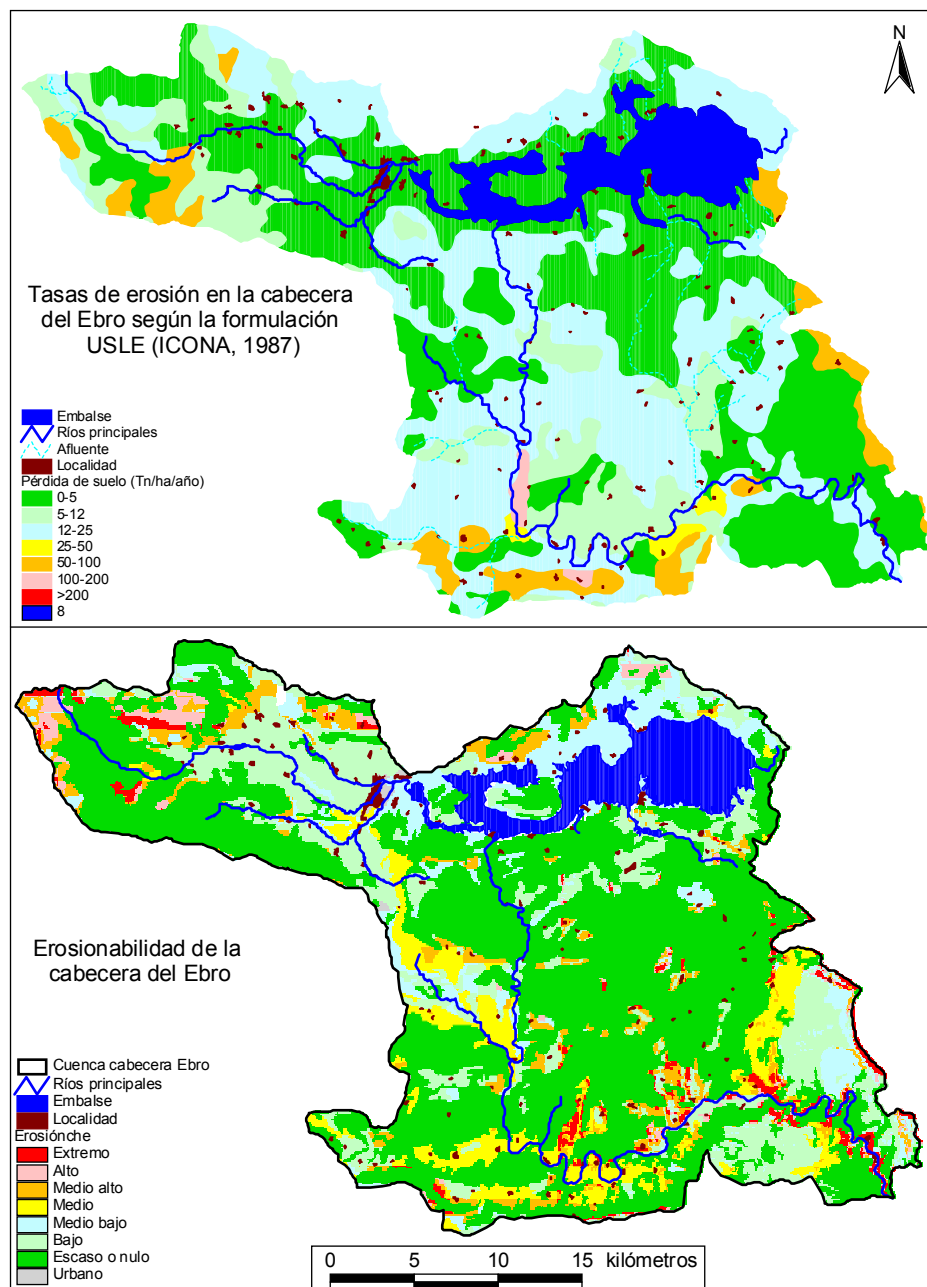 N
Tasas de erosión en la cabecera
del Ebro según la formulación
USLE (ICONA, 1987)
Embalse
Ríos principales
Afluente
Localidad
Pérdida de suelo (Tn/ha/año)
0-5
5-12
12-25
25-50
50-100
100-200
>200
8
Erosionabilidad de la
cabecera del Ebro
Cuenca cabecera Ebro
Ríos principales
Embalse
Localidad
Erosiónche
Extremo
Alto
Medio alto
Medio
Medio bajo
Bajo
Escaso o nulo
Urbano
0 5 10 15 kilómetros